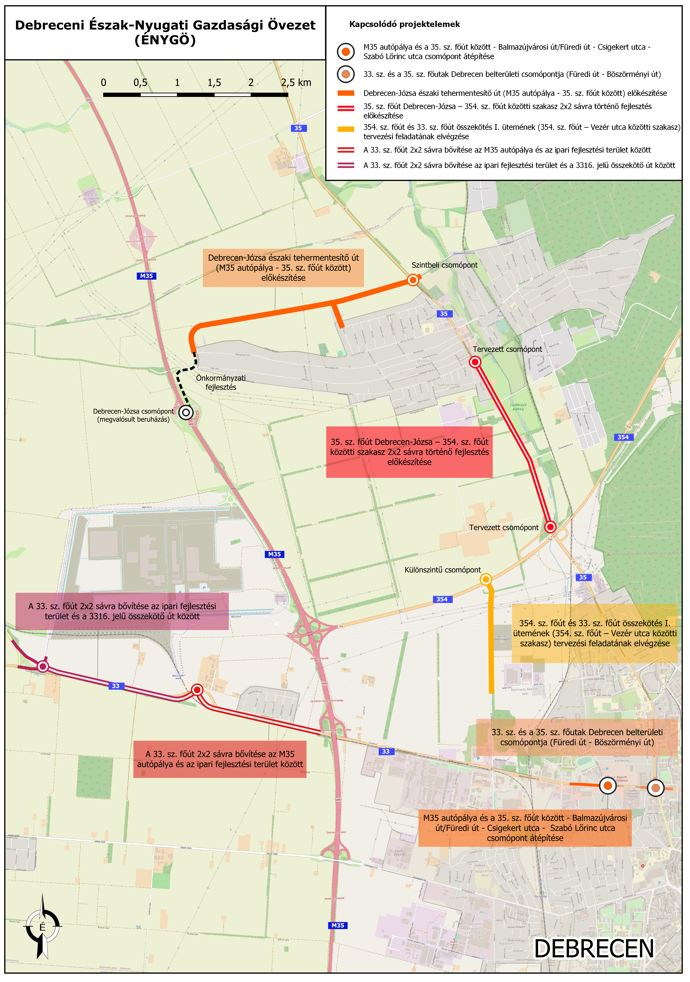 Debreceni Észak-Nyugati Gazdasági Övezet
(ÉNYGÖ)
0 0,5 1 1,5 2 2,5 km
Kapcsolódó projektelemek
M35 autópálya és a 35. sz. főút között - Balmazújvárosi út/Füredi út - Csigekert utca -
Szabó Lőrinc utca csomópont átépítése
33. sz. és a 35. sz. főutak Debrecen belterületi csomópontja (Füredi út - Böszörményi út)
Debrecen-Józsa északi tehermentesítő út (M35 autópálya - 35. sz. főút között) előkészítése
35. sz. főút Debrecen-Józsa – 354. sz. főút közötti szakasz 2x2 sávra történő fejlesztés
előkészítése
354. sz. főút és 33. sz. főút összekötés I. ütemének (354. sz. főút – Vezér utca közötti szakasz)
tervezési feladatának elvégzése
A 33. sz. főút 2x2 sávra bővítése az M35 autópálya és az ipari fejlesztési terület között
A 33. sz. főút 2x2 sávra bővítése az ipari fejlesztési terület és a 3316. jelű összekötő út között
35
M35
Debrecen-Józsa északi tehermentesítő út
(M35 autópálya - 35. sz. főút között)
előkészítése
Szintbeli csomópont
35
Tervezett csomópont
Önkormányzati
fejlesztés
Debrecen-Józsa csomópont
(megvalósult beruházás)
354
35. sz. főút Debrecen-Józsa – 354. sz. főút
közötti szakasz 2x2 sávra történő fejlesztés
előkészítése
Tervezett csomópont
M35
Különszintű csomópont
35
354
A 33. sz. főút 2x2 sávra bővítése az ipari fejlesztési
terület és a 3316. jelű összekötő út között
354. sz. főút és 33. sz. főút összekötés I.
ütemének (354. sz. főút – Vezér utca közötti
szakasz) tervezési feladatának elvégzése
33
33. sz. és a 35. sz. főutak Debrecen belterületi
csomópontja (Füredi út - Böszörményi út)
33
A 33. sz. főút 2x2 sávra bővítése az M35
autópálya és az ipari fejlesztési terület között
M35 autópálya és a 35. sz. főút között - Balmazújvárosi
út/Füredi út - Csigekert utca - Szabó Lőrinc utca
csomópont átépítése
M35
É
DEBRECEN